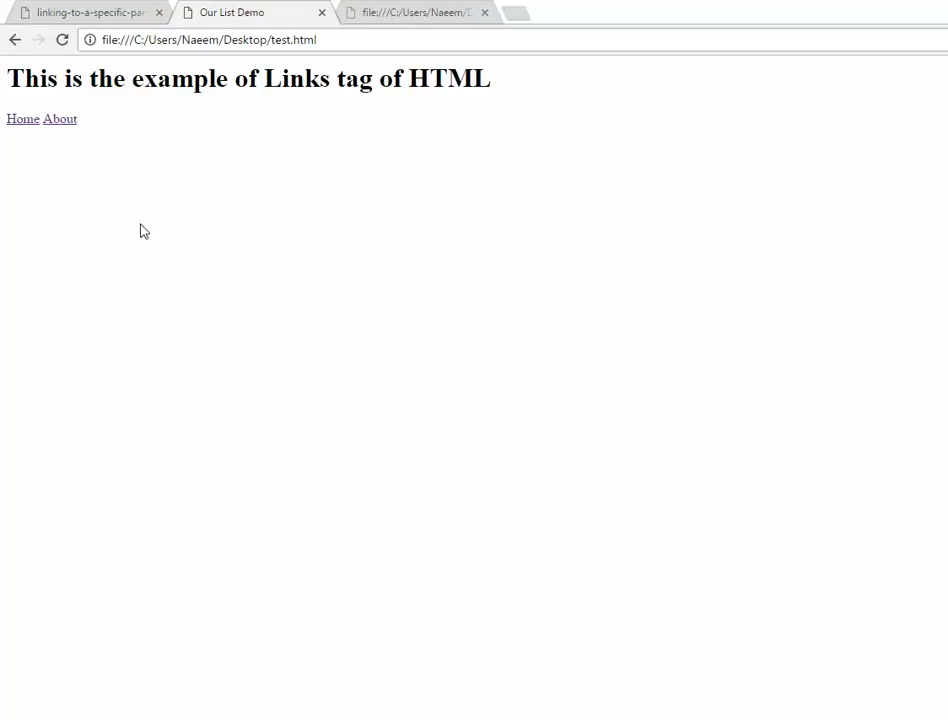 linking-to-a-specific-par
Our List Demo
file:///C:/Users/Naeem/D
file:///C:/Users/Naeem/Desktop/test.html
This is the example of Links tag of HTML
Home About